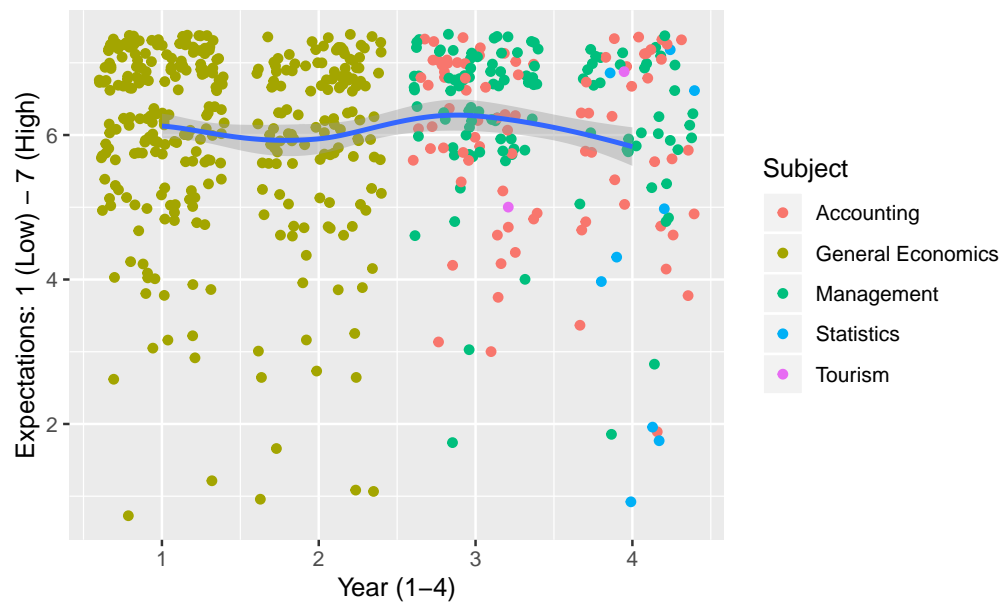 Expectations: 1 (Low) – 7 (High)
6
4
2
1
2
3
4
Year (1–4)
Subject
Accounting
General Economics
Management
Statistics
Tourism